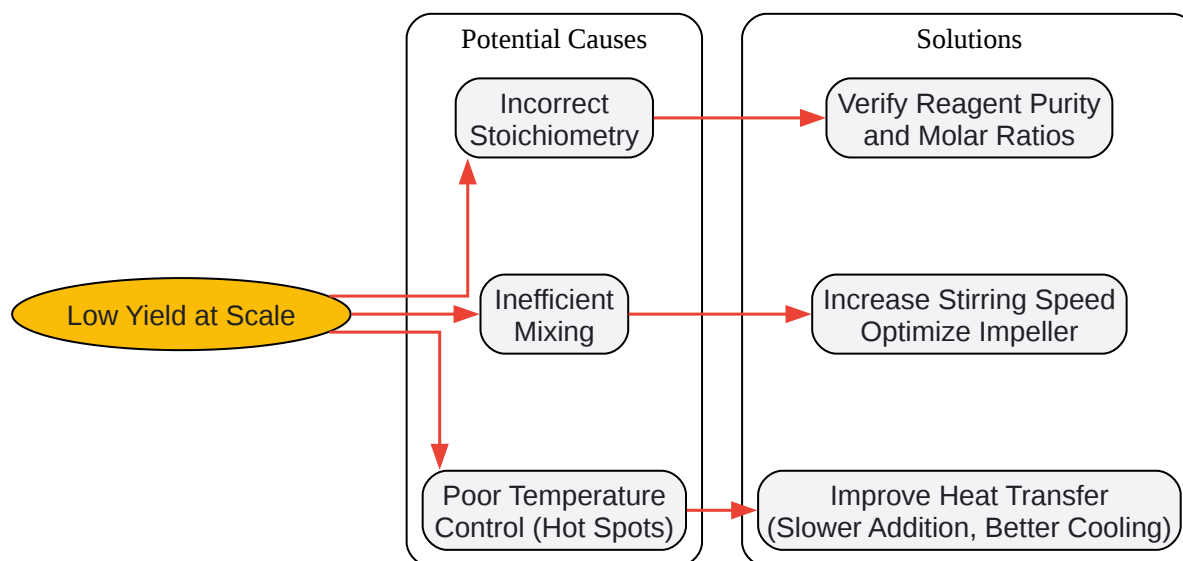 Potential Causes
Solutions
Incorrect
Stoichiometry
Verify Reagent Purity
and Molar Ratios
Low Yield at Scale
Inefficient
Mixing
Increase Stirring Speed
Optimize Impeller
Poor Temperature
Control (Hot Spots)
Improve Heat Transfer
(Slower Addition, Better Cooling)